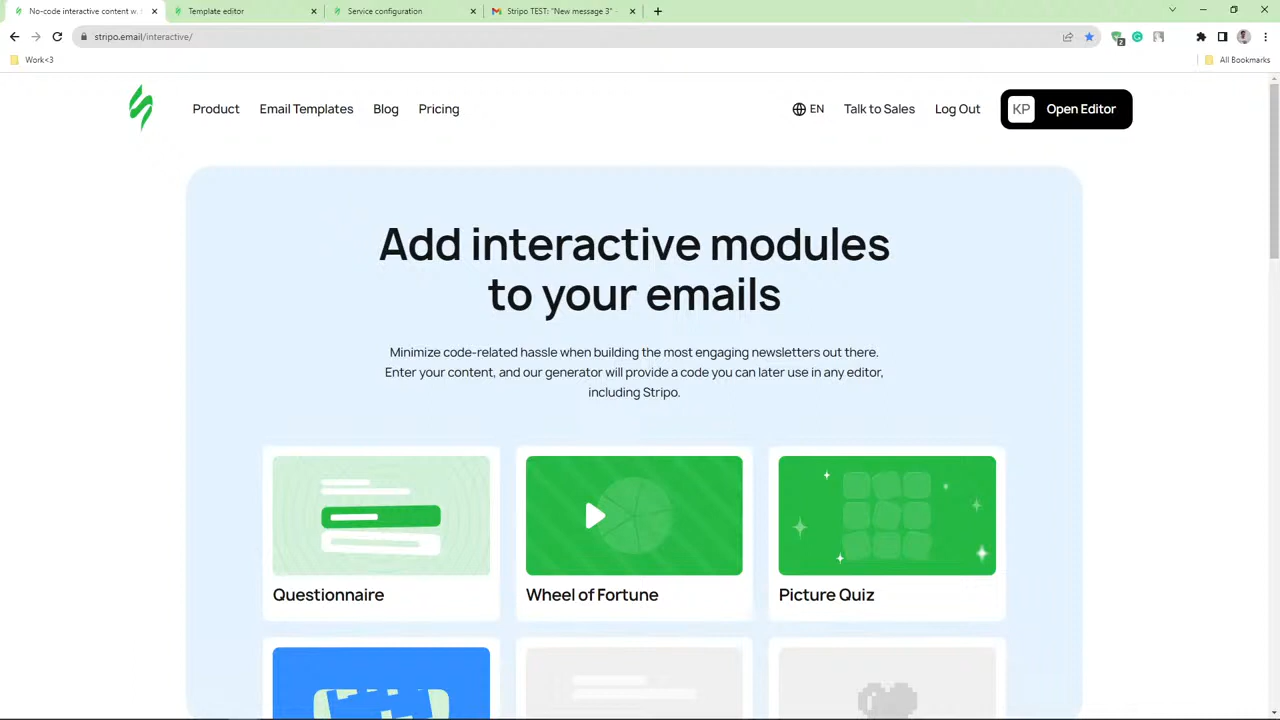 No-code interactive content w
Template editor
Service configuration
Stripo TEST: "New message 3" -
stripo.email/interactive/
2
Work<3
All Bookmarks
Product
Email Templates
Blog
Pricing
EN
Talk to Sales
Log Out
KP
Open Editor
Add interactive modules
to your emails
Minimize code-related hassle when building the most engaging newsletters out there.
Enter your content, and our generator will provide a code you can later use in any editor,
including Stripo.
Questionnaire
Wheel of Fortune
Picture Quiz